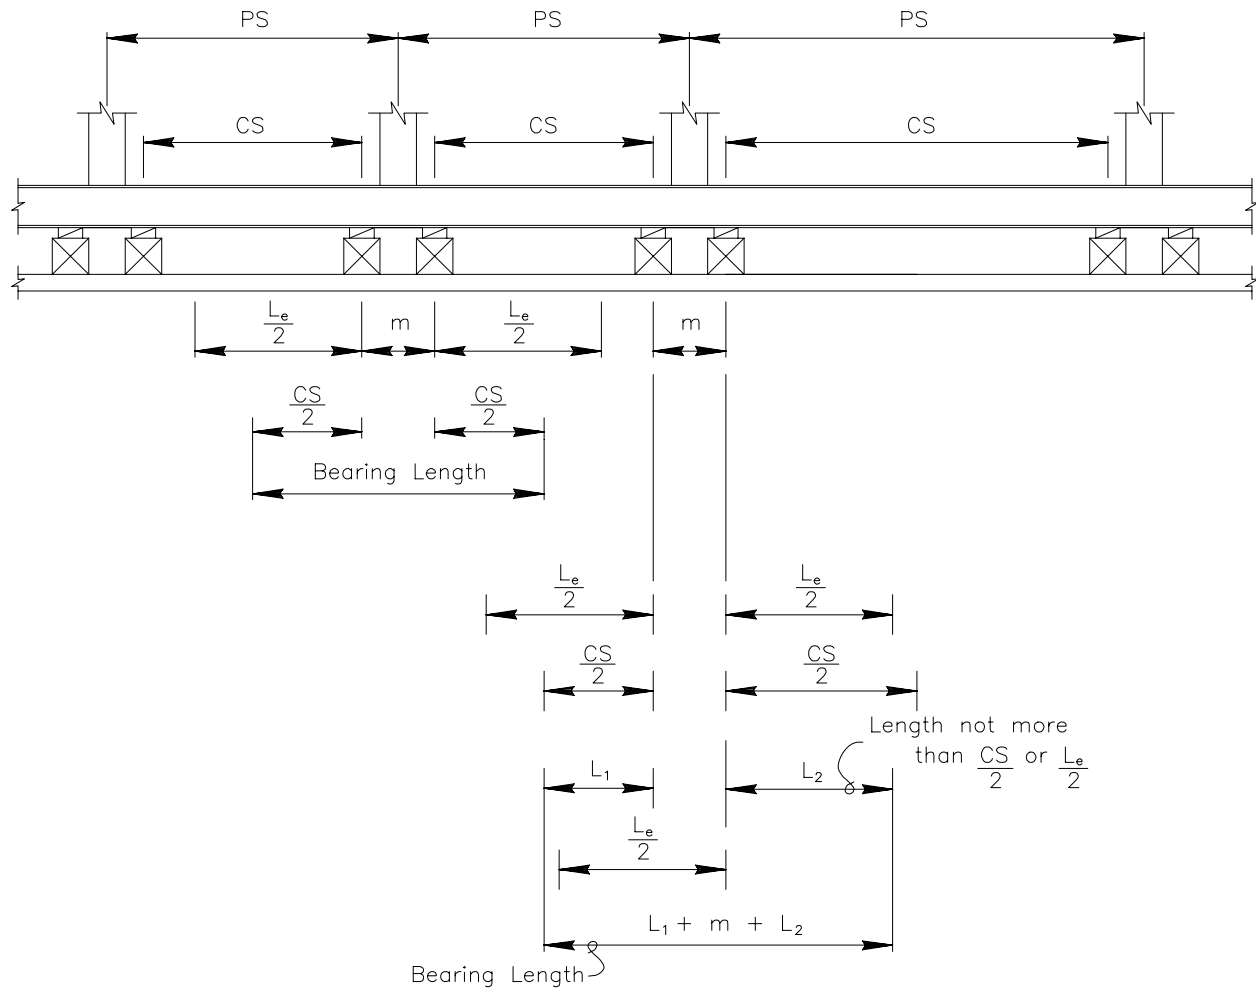 PS PS PS
CS CS CS
Lₑ/2 m Lₑ/2 m
CS/2 CS/2
Bearing Length
Lₑ/2 Lₑ/2
CS/2 CS/2
Length not more
than CS/2 or Lₑ/2
L₁ L₂
Lₑ/2
L₁ + m + L₂
Bearing Length